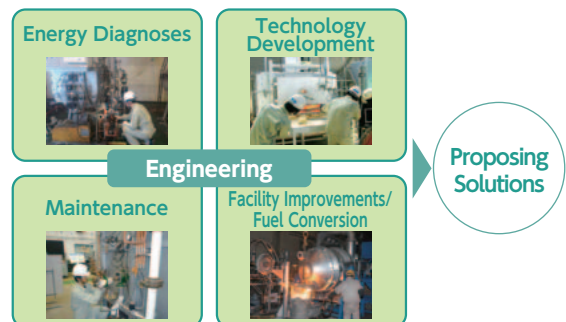 Energy Diagnoses
Technology
Development
Engineering
Maintenance
Facility Improvements/
Fuel Conversion
Proposing
Solutions